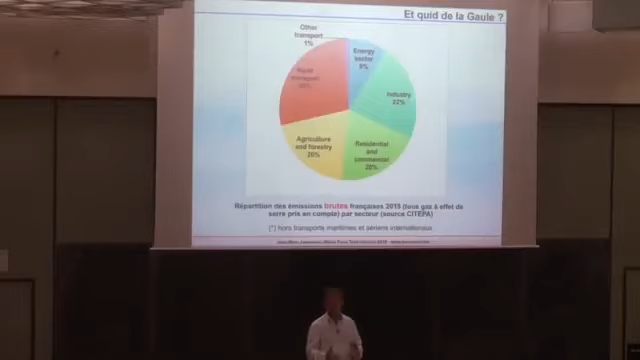 Et quid de la Gaule ?
Other
transport
1%
Energy
sector
Industry
22%
Road
transport
Agriculture
and forestry
20%
Residential
and
commercial
20%
Répartition des émissions brutes françaises 2015 (tous gaz à effet de
serre pris en compte) par secteur (source CITEPA)
(*) hors transports maritimes et aériens internationaux